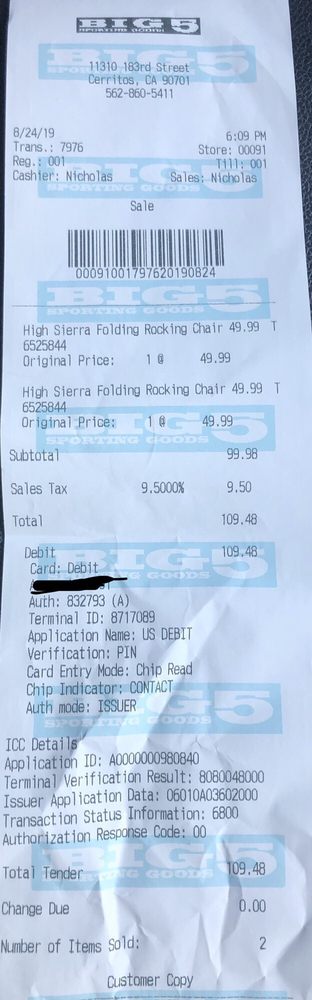 BIG 5
SPORTING GOODS
11310 183rd Street
Cerritos, CA 90701
562-860-5411
8/24/19 6:09 PM
Trans.: 7976 Store: 00091
Reg.: 001 Till: 001
Cashier: Nicholas Sales: Nicholas
Sale
00091001797620190824
High Sierra Folding Rocking Chair 49.99 T
6525844
Original Price: 1 @ 49.99
High Sierra Folding Rocking Chair 49.99 T
6525844
Original Price: 1 @ 49.99
Subtotal 99.98
Sales Tax 9.5000% 9.50
Total 109.48
Debit 109.48
Card: Debit
Auth: 832793 (A)
Terminal ID: 8717089
Application Name: US DEBIT
Verification: PIN
Card Entry Mode: Chip Read
Chip Indicator: CONTACT
Auth mode: ISSUER
ICC Details
Application ID: A0000000980840
Terminal Verification Result: 8080048000
Issuer Application Data: 06010A03602000
Transaction Status Information: 6800
Authorization Response Code: 00
Total Tender 109.48
Change Due 0.00
Number of Items Sold: 2
Customer Copy